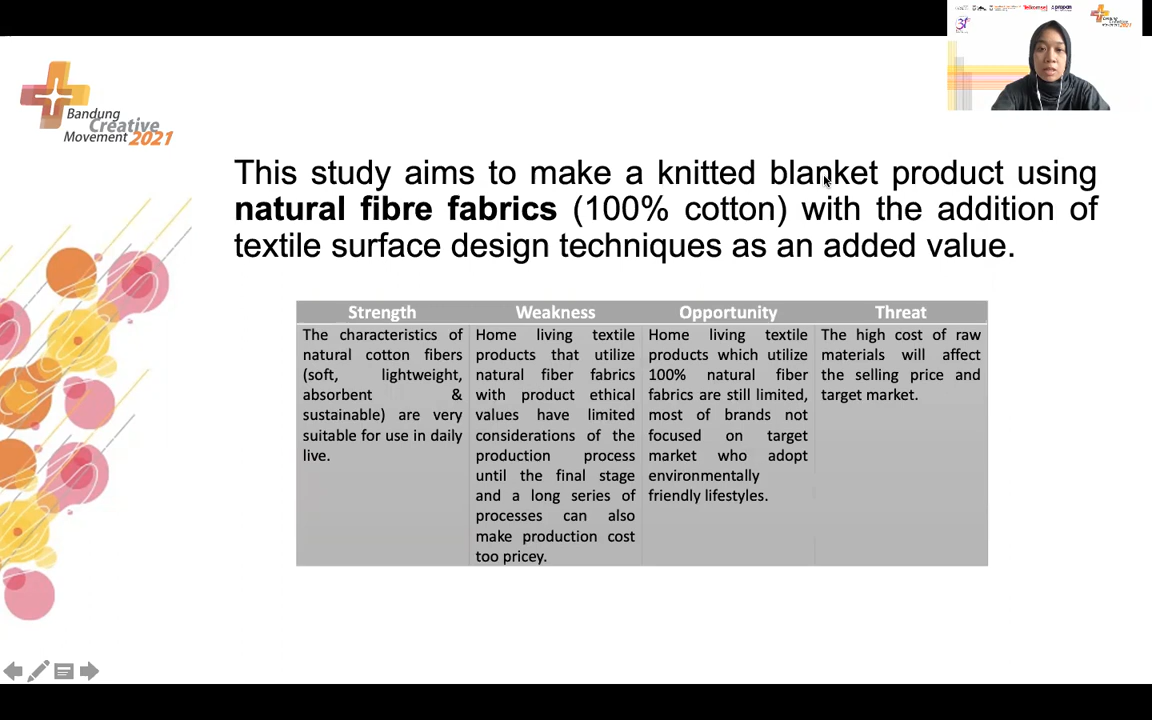 Telkomsel
Bandung
Creative
Movement 2021
This study aims to make a knitted blanket product using
natural fibre fabrics (100% cotton) with the addition of
textile surface design techniques as an added value.
Strength
The characteristics of
natural cotton fibers
(soft, lightweight,
absorbent &
sustainable) are very
suitable for use in daily
live.
Weakness
Home living textile
products that utilize
natural fiber fabrics
with product ethical
values have limited
considerations of the
production process
until the final stage
and a long series of
processes can also
make production cost
too pricey.
Opportunity
Home living textile
products which utilize
100% natural fiber
fabrics are still limited,
most of brands not
focused on target
market who adopt
environmentally
friendly lifestyles.
Threat
The high cost of raw
materials will affect
the selling price and
target market.